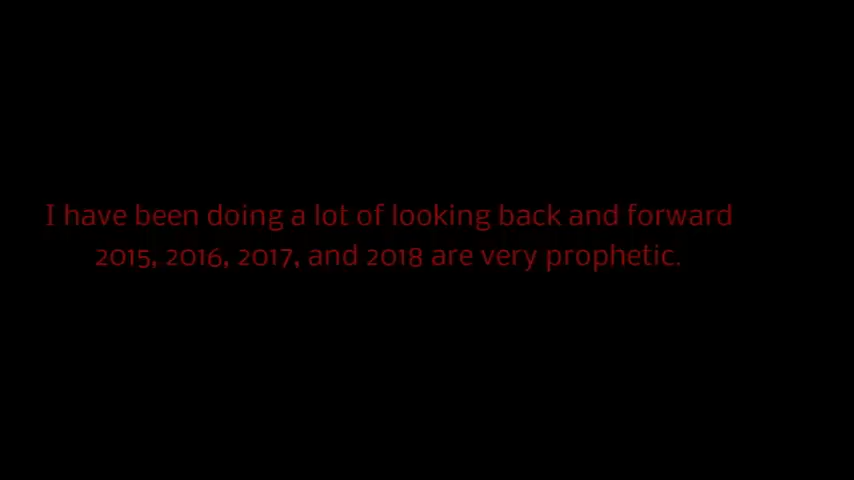 I have been doing a lot of looking back and forward
2015, 2016, 2017, and 2018 are very prophetic.